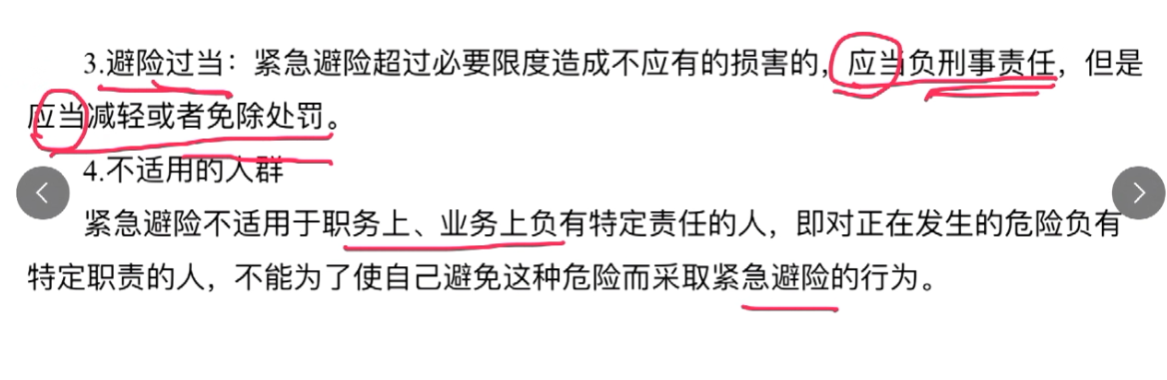 3.避险过当：紧急避险超过必要限度造成不应有的损害的，应当负刑事责任，但是
应当减轻或者免除处罚。
4.不适用的人群
紧急避险不适用于职务上、业务上负有特定责任的人，即对正在发生的危险负有
特定职责的人，不能为了使自己避免这种危险而采取紧急避险的行为。